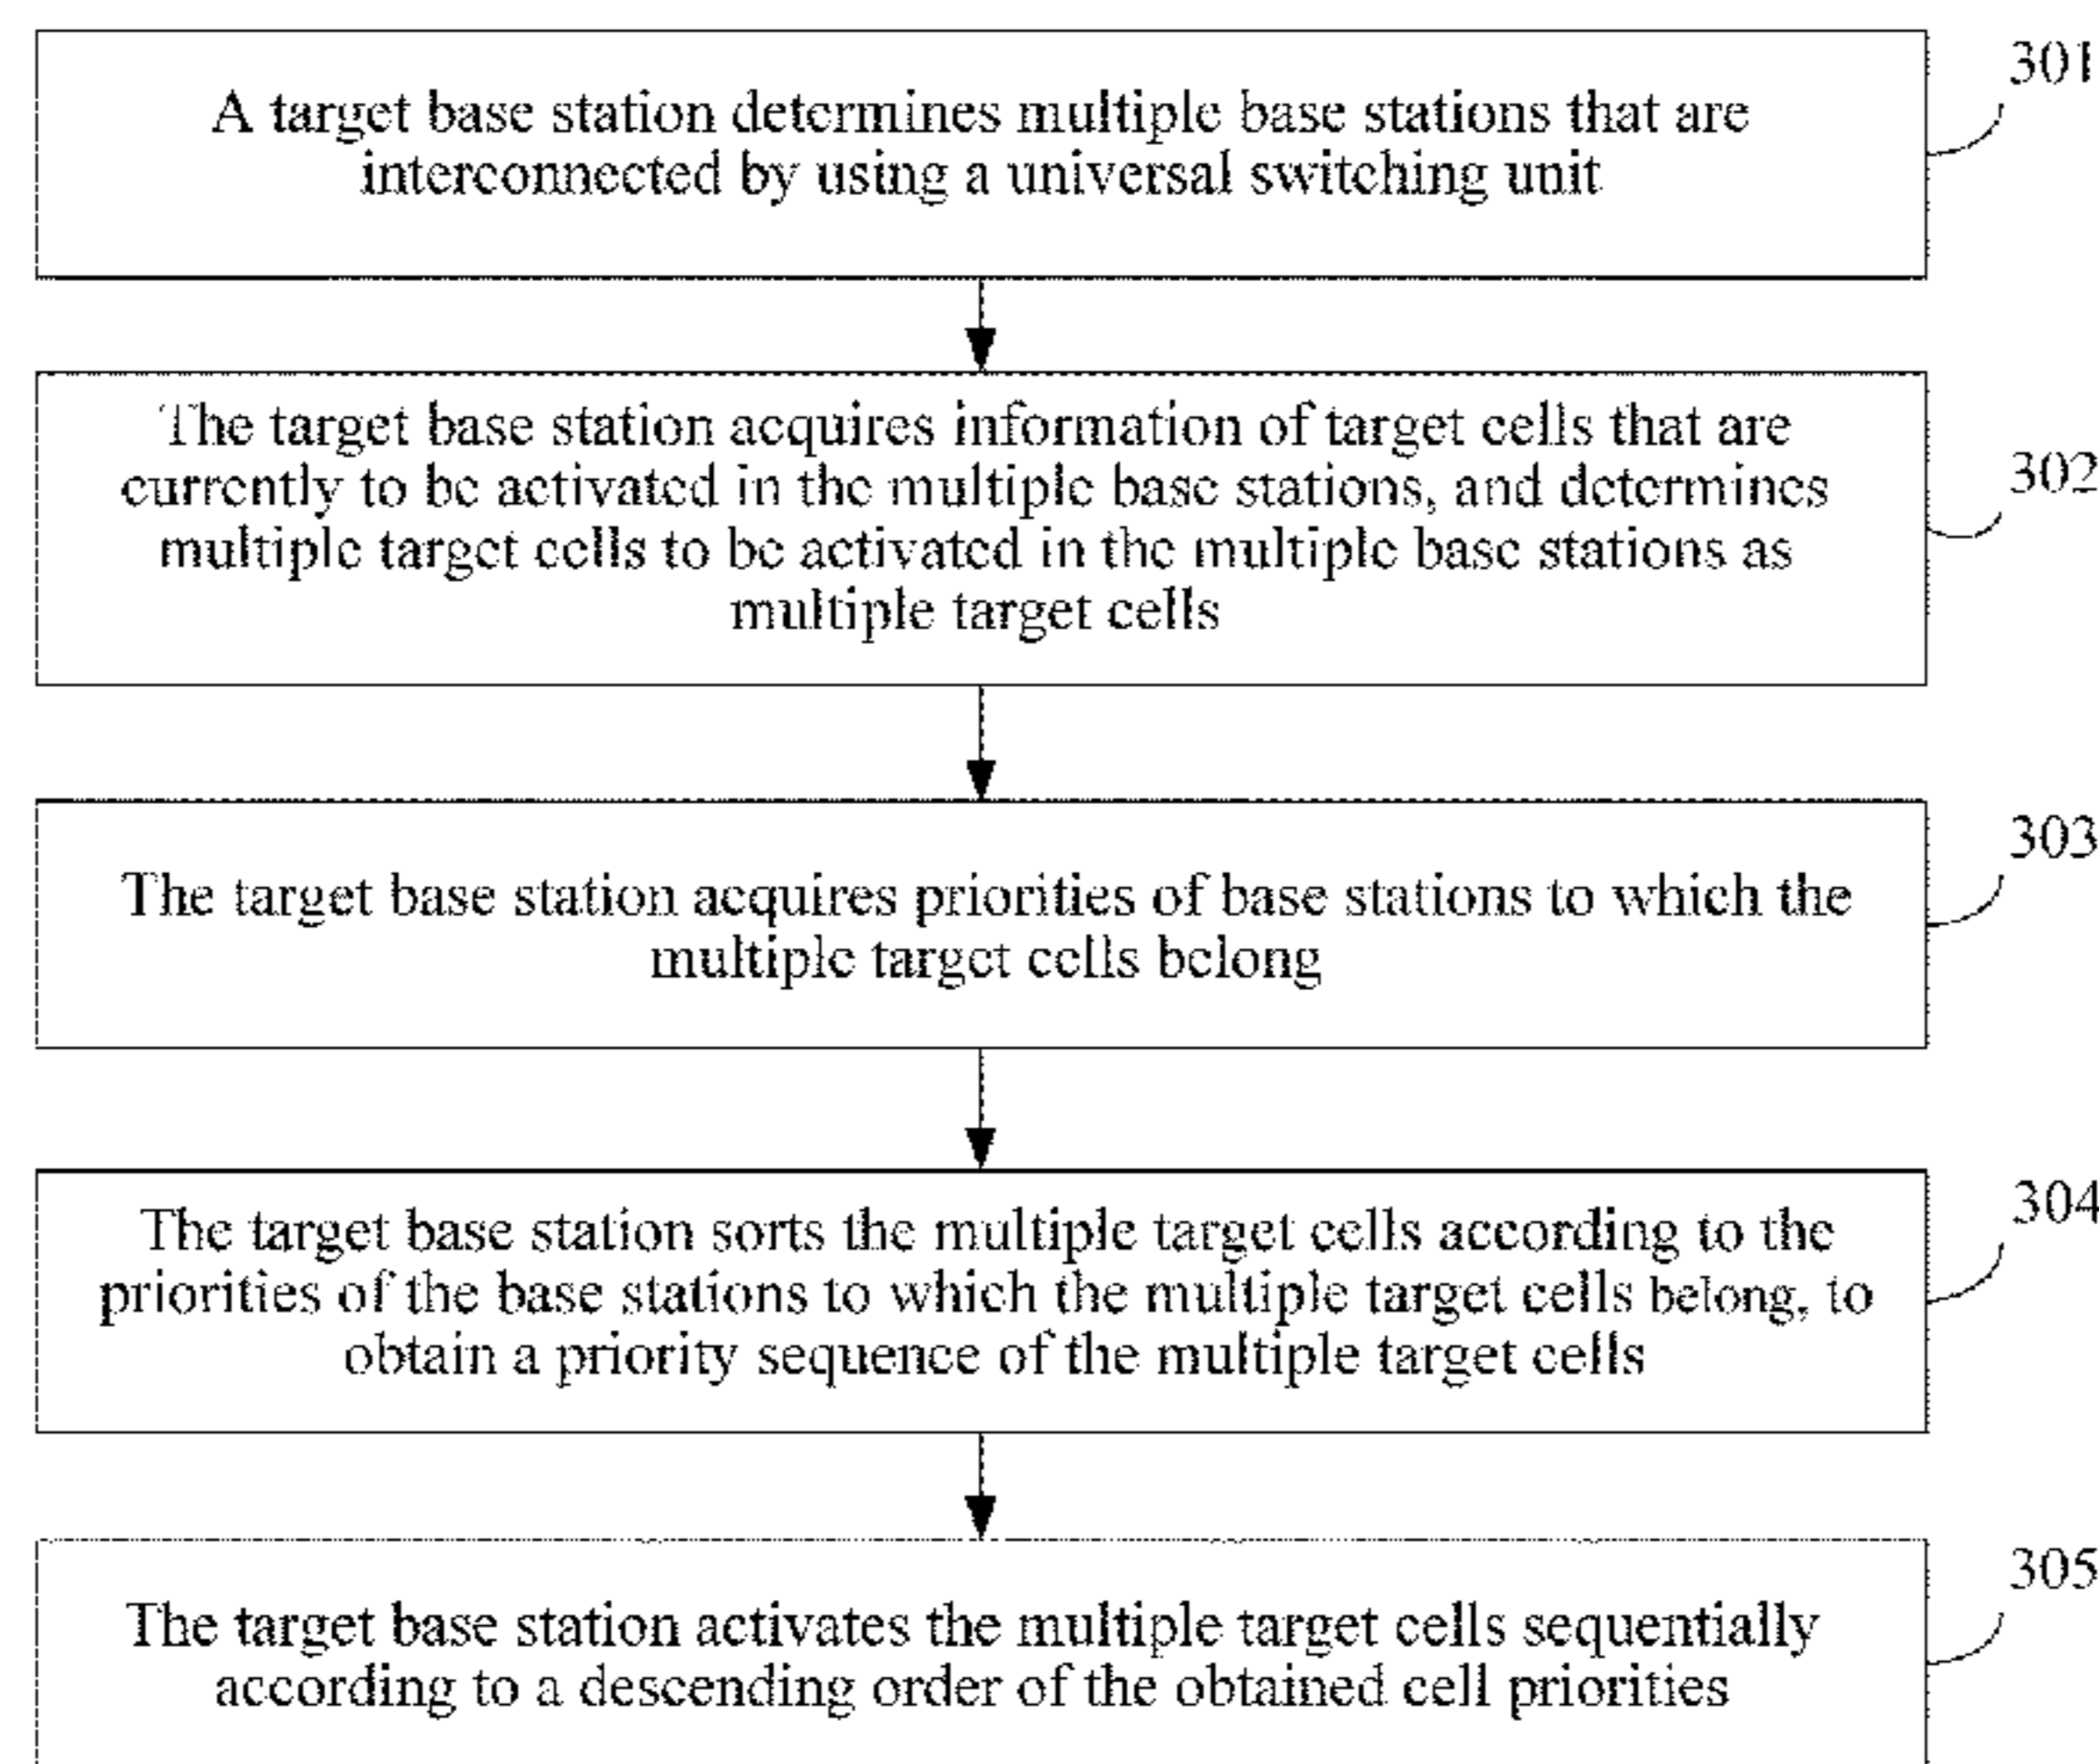 A target base station determines multiple base stations that are
interconnected by using a universal switching unit
301
The target base station acquires information of target cells that are
currently to be activated in the multiple base stations, and determines
multiple target cells to be activated in the multiple base stations as
multiple target cells
302
The target base station acquires priorities of base stations to which the
multiple target cells belong
303
The target base station sorts the multiple target cells according to the
priorities of the base stations to which the multiple target cells belong, to
obtain a priority sequence of the multiple target cells
304
The target base station activates the multiple target cells sequentially
according to a descending order of the obtained cell priorities
305